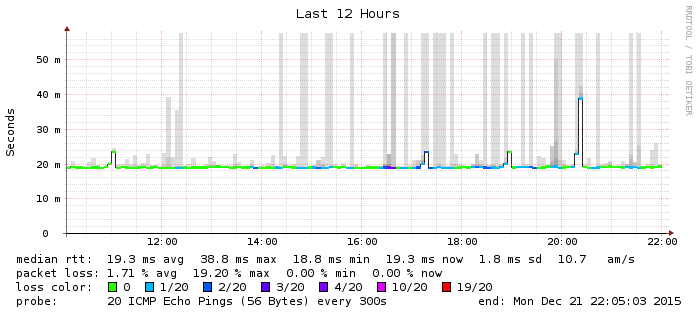 Last 12 Hours
RRDTOOL / TOBI OETIKER
Seconds
50 m
40 m
30 m
20 m
10 m
0
12:00 14:00 16:00 18:00 20:00 22:00
median rtt: 19.3 ms avg 38.8 ms max 18.8 ms min 19.3 ms now 1.8 ms sd 10.7 am/s
packet loss: 1.71 % avg 19.20 % max 0.00 % min 0.00 % now
loss color: 0 1/20 2/20 3/20 4/20 10/20 19/20
probe: 20 ICMP Echo Pings (56 Bytes) every 300s end: Mon Dec 21 22:05:03 2015